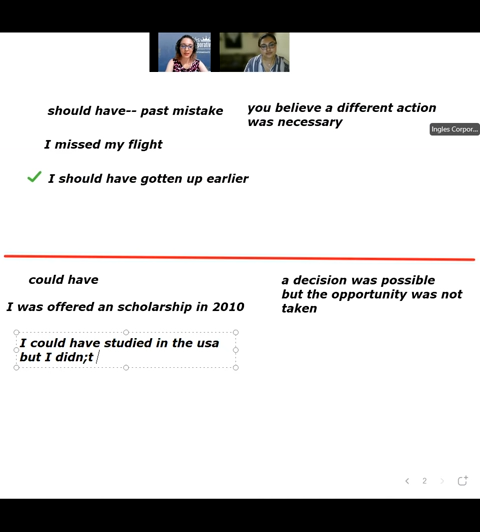 should have-- past mistake
you believe a different action
was necessary
Ingles Corpor...
I missed my flight
I should have gotten up earlier
could have
a decision was possible
but the opportunity was not
taken
I was offered an scholarship in 2010
I could have studied in the usa
but I didn;t
2